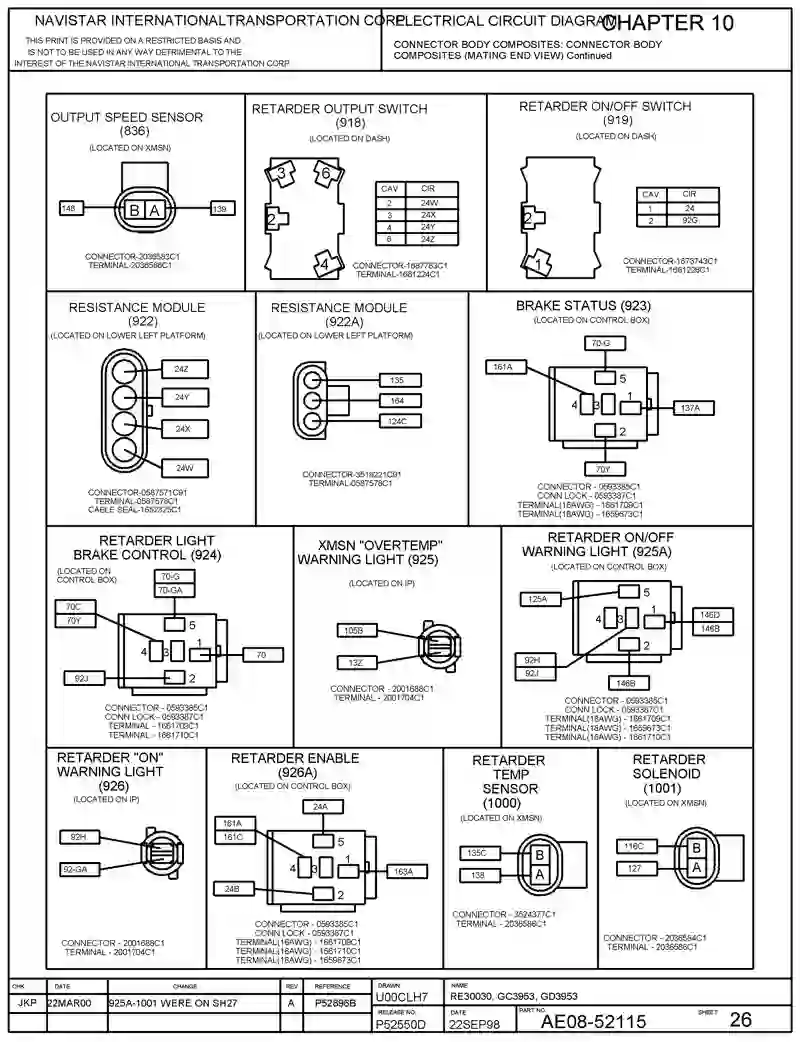 NAVISTAR INTERNATIONALTRANSPORTATION CORP.
THIS PRINT IS PROVIDED ON A RESTRICTED BASIS AND
IS NOT TO BE USED IN ANY WAY DETRIMENTAL TO THE
INTEREST OF THE NAVISTAR INTERNATIONAL TRANSPORTATION CORP
ELECTRICAL CIRCUIT DIAGRAM
CHAPTER 10
CONNECTOR BODY COMPOSITES: CONNECTOR BODY
COMPOSITES (MATING END VIEW) Continued
OUTPUT SPEED SENSOR
(836)
(LOCATED ON XMSN)
148
B A
139
TERMINAL-2036586C1
RETARDER OUTPUT SWITCH
(918)
(LOCATED ON DASH)
3
6
2
4
CAV CIR
2 24W
3 24X
4 24Y
6 24Z
CONNECTOR-1687783C1
TERMINAL-1661224C1
RETARDER ON/OFF SWITCH
(919)
(LOCATED ON DASH)
2
1
CAV CIR
1 24
2 92G
CONNECTOR-1673743C1
TERMINAL-1661228C1
RESISTANCE MODULE
(922)
(LOCATED ON LOWER LEFT PLATFORM)
24Z
24Y
24X
24W
CONNECTOR-0587571C91
TERMINAL-0587578C1
CABLE SEAL-1652325C1
RESISTANCE MODULE
(922A)
(LOCATED ON LOWER LEFT PLATFORM)
135
164
124C
CONNECTOR-3518221C91
TERMINAL-0587578C1
BRAKE STATUS (923)
(LOCATED ON CONTROL BOX)
70-G
161A
5
4 3 1
2
137A
70Y
CONNECTOR - 0593385C1
CONN LOCK - 0593387C1
TERMINAL(18AWG) - 1661709C1
TERMINAL(18AWG) - 1659673C1
RETARDER LIGHT
BRAKE CONTROL (924)
(LOCATED ON
CONTROL BOX)
70-G
70-GA
70C
70Y
5
4 3 1
2
70
92J
CONNECTOR - 0593385C1
CONN LOCK - 0593387C1
TERMINAL - 1661709C1
TERMINAL - 1661710C1
XMSN "OVERTEMP"
WARNING LIGHT (925)
(LOCATED ON IP)
105B
13Z
CONNECTOR - 2001688C1
TERMINAL - 2001704C1
RETARDER ON/OFF
WARNING LIGHT (925A)
(LOCATED ON CONTROL BOX)
125A
5
4 3 1
2
146D
146B
92H
92J
146B
CONNECTOR - 0593385C1
CONN LOCK - 0593387C1
TERMINAL(18AWG) - 1661709C1
TERMINAL(18AWG) - 1659673C1
TERMINAL(18AWG) - 1661710C1
RETARDER "ON"
WARNING LIGHT
(926)
(LOCATED ON IP)
92H
92-GA
CONNECTOR - 2001688C1
TERMINAL - 2001704C1
RETARDER ENABLE
(926A)
(LOCATED ON CONTROL BOX)
24A
161A
161C
5
4 3 1
2
163A
24B
CONNECTOR - 0593385C1
CONN LOCK - 0593387C1
TERMINAL(18AWG) - 1661709C1
TERMINAL(18AWG) - 1661710C1
TERMINAL(18AWG) - 1659673C1
RETARDER
TEMP
SENSOR
(1000)
(LOCATED ON XMSN)
135C
138
B
A
CONNECTOR - 3524377C1
TERMINAL - 2036586C1
RETARDER
SOLENOID
(1001)
(LOCATED ON XMSN)
116C
127
B
A
CONNECTOR - 2036584C1
TERMINAL - 2036586C1
CHK DATE CHANGE REV REFERENCE
JKP 22MAR00 925A-1001 WERE ON SH27 A P52896B
DRAWN
U00CLH7
NAME
RE30030, GC3953, GD3953
RELEASE NO.
P52550D
DATE
22SEP98
PART NO.
AE08-52115
SHEET 26